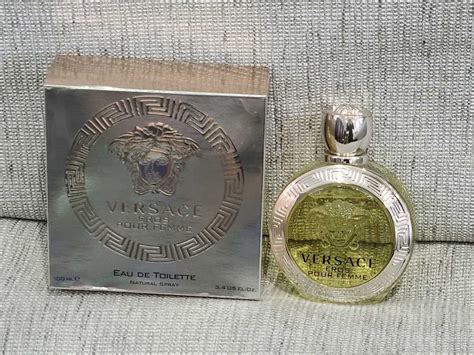 VERSACE
EROS
POUR FEMME
EAU DE TOILETTE
NATURAL SPRAY
100 ml ℮
3.4 US FL.OZ.
VERSACE
EROS
POUR FEMME